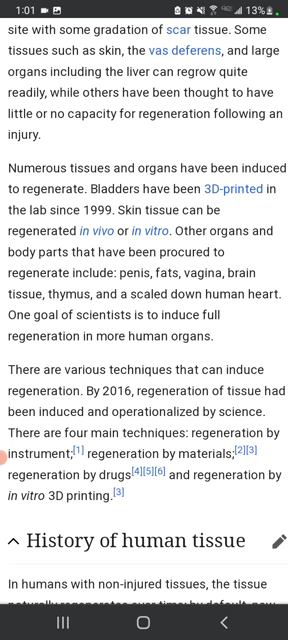 1:01
13%
site with some gradation of scar tissue. Some
tissues such as skin, the vas deferens, and large
organs including the liver can regrow quite
readily, while others have been thought to have
little or no capacity for regeneration following an
injury.
Numerous tissues and organs have been induced
to regenerate. Bladders have been 3D-printed in
the lab since 1999. Skin tissue can be
regenerated in vivo or in vitro. Other organs and
body parts that have been procured to
regenerate include: penis, fats, vagina, brain
tissue, thymus, and a scaled down human heart.
One goal of scientists is to induce full
regeneration in more human organs.
There are various techniques that can induce
regeneration. By 2016, regeneration of tissue had
been induced and operationalized by science.
There are four main techniques: regeneration by
instrument;[1] regeneration by materials;[2][3]
regeneration by drugs[4][5][6] and regeneration by
in vitro 3D printing.[3]
History of human tissue
In humans with non-injured tissues, the tissue
naturally regenerates over time; by default, new